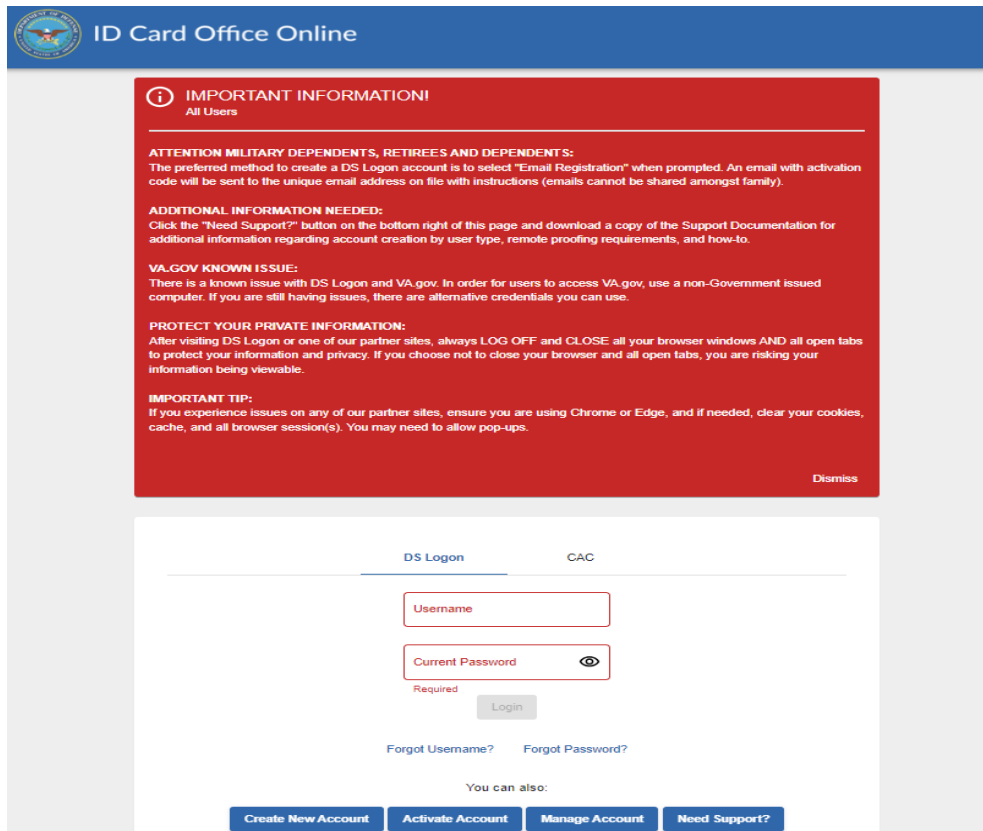 ID Card Office Online
IMPORTANT INFORMATION!
All Users
ATTENTION MILITARY DEPENDENTS, RETIREES AND DEPENDENTS:
The preferred method to create a DS Logon account is to select "Email Registration" when prompted. An email with activation
code will be sent to the unique email address on file with instructions (emails cannot be shared amongst family).
ADDITIONAL INFORMATION NEEDED:
Click the "Need Support?" button on the bottom right of this page and download a copy of the Support Documentation for
additional information regarding account creation by user type, remote proofing requirements, and how-to.
VA.GOV KNOWN ISSUE:
There is a known issue with DS Logon and VA.gov. In order for users to access VA.gov, use a non-Government issued
computer. If you are still having issues, there are alternative credentials you can use.
PROTECT YOUR PRIVATE INFORMATION:
After visiting DS Logon or one of our partner sites, always LOG OFF and CLOSE all your browser windows AND all open tabs
to protect your information and privacy. If you choose not to close your browser and all open tabs, you are risking your
information being viewable.
IMPORTANT TIP:
If you experience issues on any of our partner sites, ensure you are using Chrome or Edge, and if needed, clear your cookies,
cache, and all browser session(s). You may need to allow pop-ups.
Dismiss
DS Logon CAC
Username
Current Password
Required
Login
Forgot Username? Forgot Password?
You can also:
Create New Account Activate Account Manage Account Need Support?